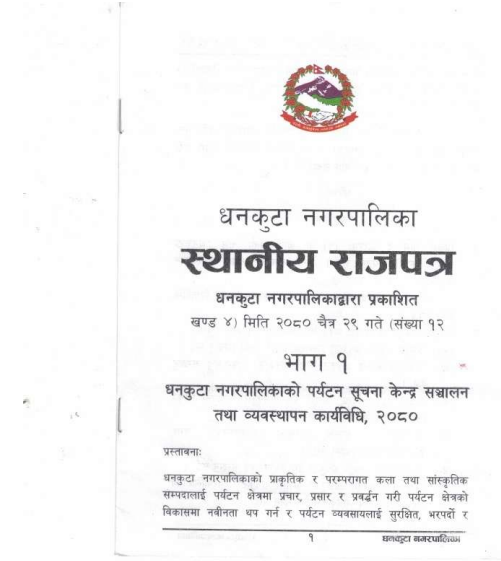 धनकुटा नगरपालिका
स्थानीय राजपत्र
धनकुटा नगरपालिकाद्वारा प्रकाशित
खण्ड ४) मिति २०८० चैत्र २९ गते (संख्या १२
भाग १
धनकुटा नगरपालिकाको पर्यटन सूचना केन्द्र सञ्चालन
तथा व्यवस्थापन कार्यविधि, २०८०
प्रस्तावनाः
धनकुटा नगरपालिकाको प्राकृतिक र परम्परागत कला तथा सांस्कृतिक
सम्पदालाई पर्यटन क्षेत्रमा प्रचार, प्रसार र प्रवर्द्धन गरी पर्यटन क्षेत्रको
विकासमा नवीनता थप गर्न र पर्यटन व्यवसायलाई सुरक्षित, भरपर्दो र
१ धनकुटा नगरपालिका